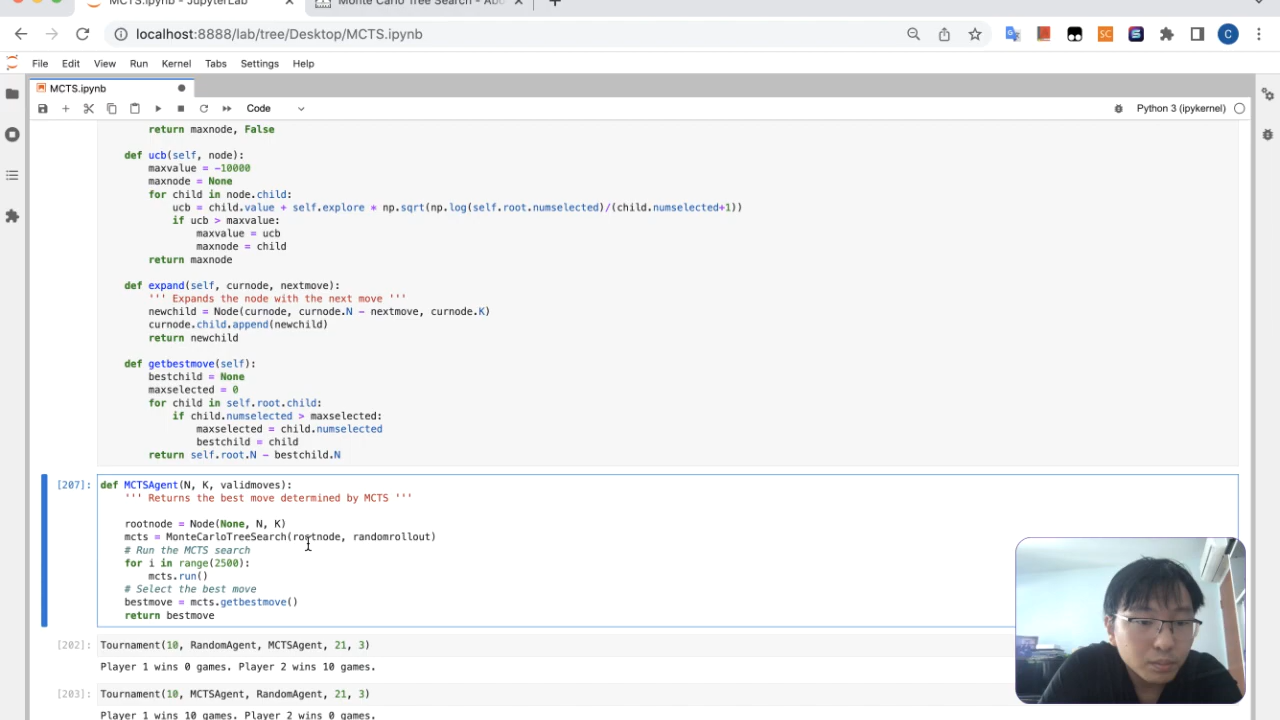 MCTS.ipynb - JupyterLab
Monte Carlo Tree Search - Abo
localhost:8888/lab/tree/Desktop/MCTS.ipynb
SC
S
C
File Edit View Run Kernel Tabs Settings Help
MCTS.ipynb
Code
Python 3 (ipykernel)
return maxnode, False
def ucb(self, node):
maxvalue = -10000
maxnode = None
for child in node.child:
ucb = child.value + self.explore * np.sqrt(np.log(self.root.numselected)/(child.numselected+1))
if ucb > maxvalue:
maxvalue = ucb
maxnode = child
return maxnode
def expand(self, curnode, nextmove):
''' Expands the node with the next move '''
newchild = Node(curnode, curnode.N - nextmove, curnode.K)
curnode.child.append(newchild)
return newchild
def getbestmove(self):
bestchild = None
maxselected = 0
for child in self.root.child:
if child.numselected > maxselected:
maxselected = child.numselected
bestchild = child
return self.root.N - bestchild.N
[207]: def MCTSAgent(N, K, validmoves):
''' Returns the best move determined by MCTS '''
rootnode = Node(None, N, K)
mcts = MonteCarloTreeSearch(rootnode, randomrollout)
# Run the MCTS search
for i in range(2500):
mcts.run()
# Select the best move
bestmove = mcts.getbestmove()
return bestmove
[202]: Tournament(10, RandomAgent, MCTSAgent, 21, 3)
Player 1 wins 0 games. Player 2 wins 10 games.
[203]: Tournament(10, MCTSAgent, RandomAgent, 21, 3)
Player 1 wins 10 games. Player 2 wins 0 games.